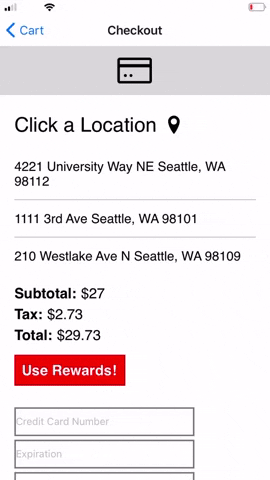 Cart
Checkout
Click a Location
4221 University Way NE Seattle, WA
98112
1111 3rd Ave Seattle, WA 98101
210 Westlake Ave N Seattle, WA 98109
Subtotal: $27
Tax: $2.73
Total: $29.73
Use Rewards!
Credit Card Number
Expiration